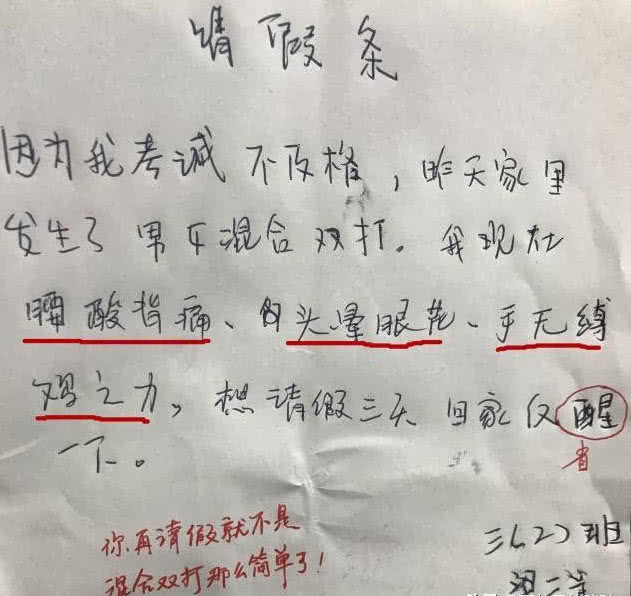 请假条
因为我考试不及格，昨天家里
发生了男女混合双打。我现在
腰酸背痛、头晕眼花、手无缚
鸡之力，想请假三天回家反醒
省
一下。
你再请假就不是
混合双打那么简单了！
三（2）班